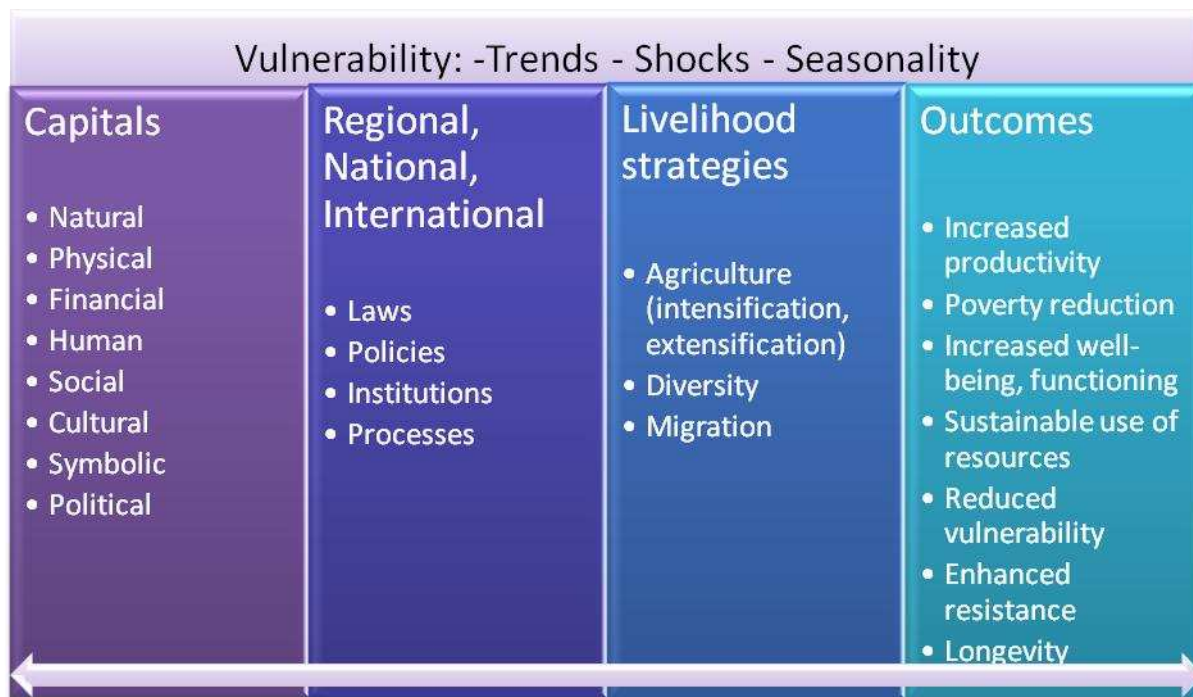 Vulnerability: -Trends - Shocks - Seasonality
Capitals
• Natural
• Physical
• Financial
• Human
• Social
• Cultural
• Symbolic
• Political
Regional,
National,
International
• Laws
• Policies
• Institutions
• Processes
Livelihood
strategies
• Agriculture
(intensification,
extensification)
• Diversity
• Migration
Outcomes
• Increased
productivity
• Poverty reduction
• Increased well-
being, functioning
• Sustainable use of
resources
• Reduced
vulnerability
• Enhanced
resistance
• Longevity